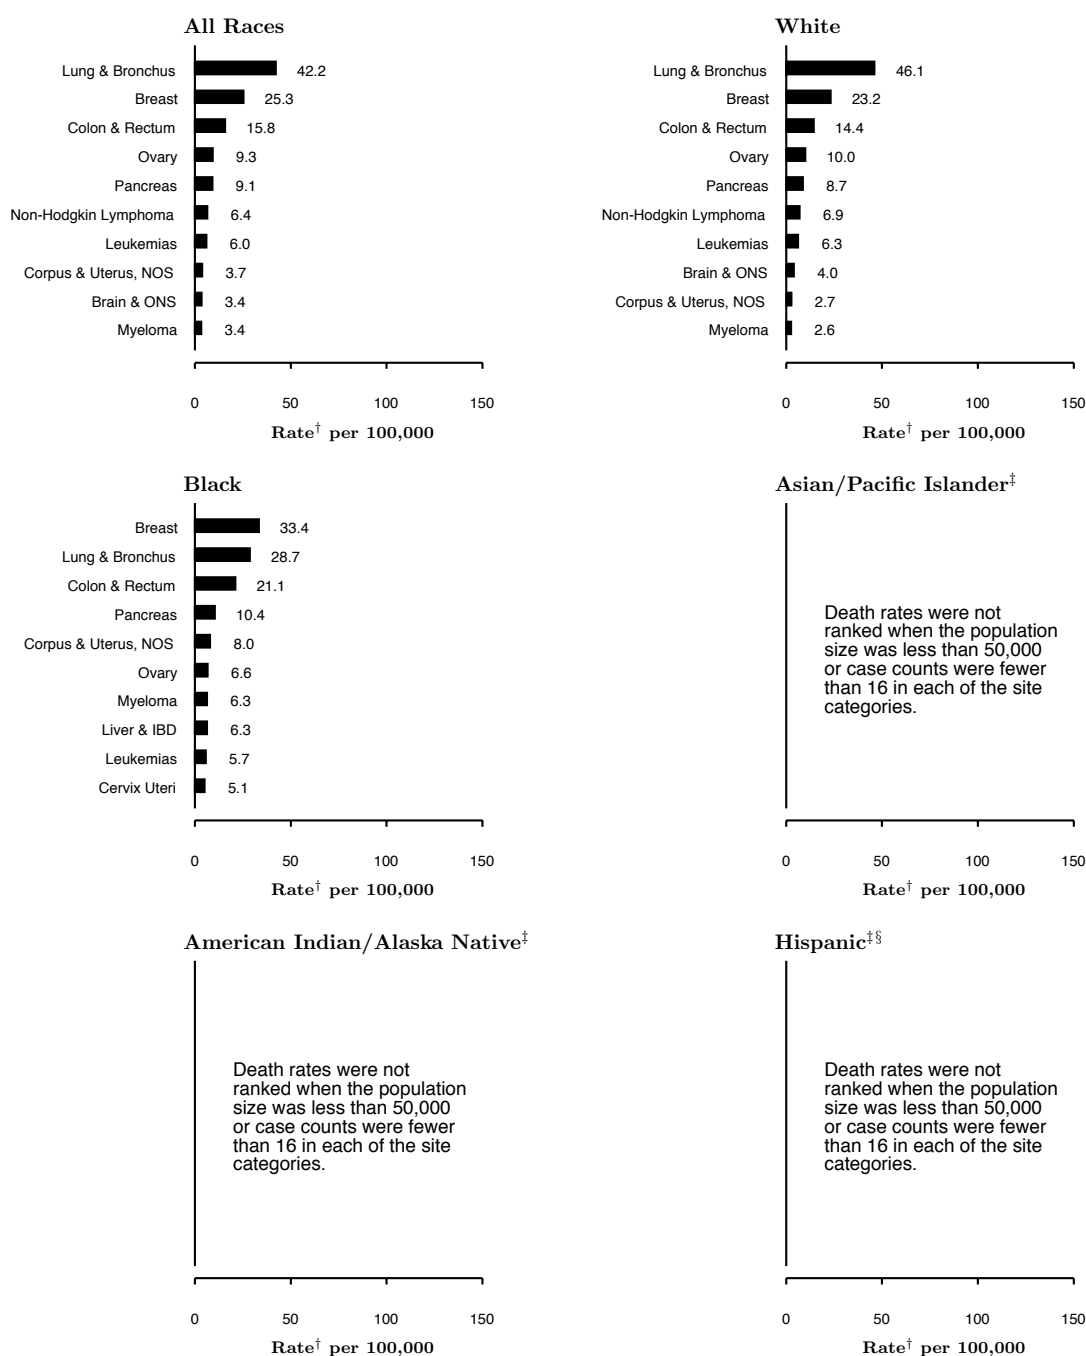 All Races
Lung & Bronchus 42.2
Breast 25.3
Colon & Rectum 15.8
Ovary 9.3
Pancreas 9.1
Non-Hodgkin Lymphoma 6.4
Leukemias 6.0
Corpus & Uterus, NOS 3.7
Brain & ONS 3.4
Myeloma 3.4
0 50 100 150
Rate† per 100,000
White
Lung & Bronchus 46.1
Breast 23.2
Colon & Rectum 14.4
Ovary 10.0
Pancreas 8.7
Non-Hodgkin Lymphoma 6.9
Leukemias 6.3
Brain & ONS 4.0
Corpus & Uterus, NOS 2.7
Myeloma 2.6
0 50 100 150
Rate† per 100,000
Black
Breast 33.4
Lung & Bronchus 28.7
Colon & Rectum 21.1
Pancreas 10.4
Corpus & Uterus, NOS 8.0
Ovary 6.6
Myeloma 6.3
Liver & IBD 6.3
Leukemias 5.7
Cervix Uteri 5.1
0 50 100 150
Rate† per 100,000
Asian/Pacific Islander‡
Death rates were not
ranked when the population
size was less than 50,000
or case counts were fewer
than 16 in each of the site
categories.
0 50 100 150
Rate† per 100,000
American Indian/Alaska Native‡
Death rates were not
ranked when the population
size was less than 50,000
or case counts were fewer
than 16 in each of the site
categories.
0 50 100 150
Rate† per 100,000
Hispanic‡§
Death rates were not
ranked when the population
size was less than 50,000
or case counts were fewer
than 16 in each of the site
categories.
0 50 100 150
Rate† per 100,000